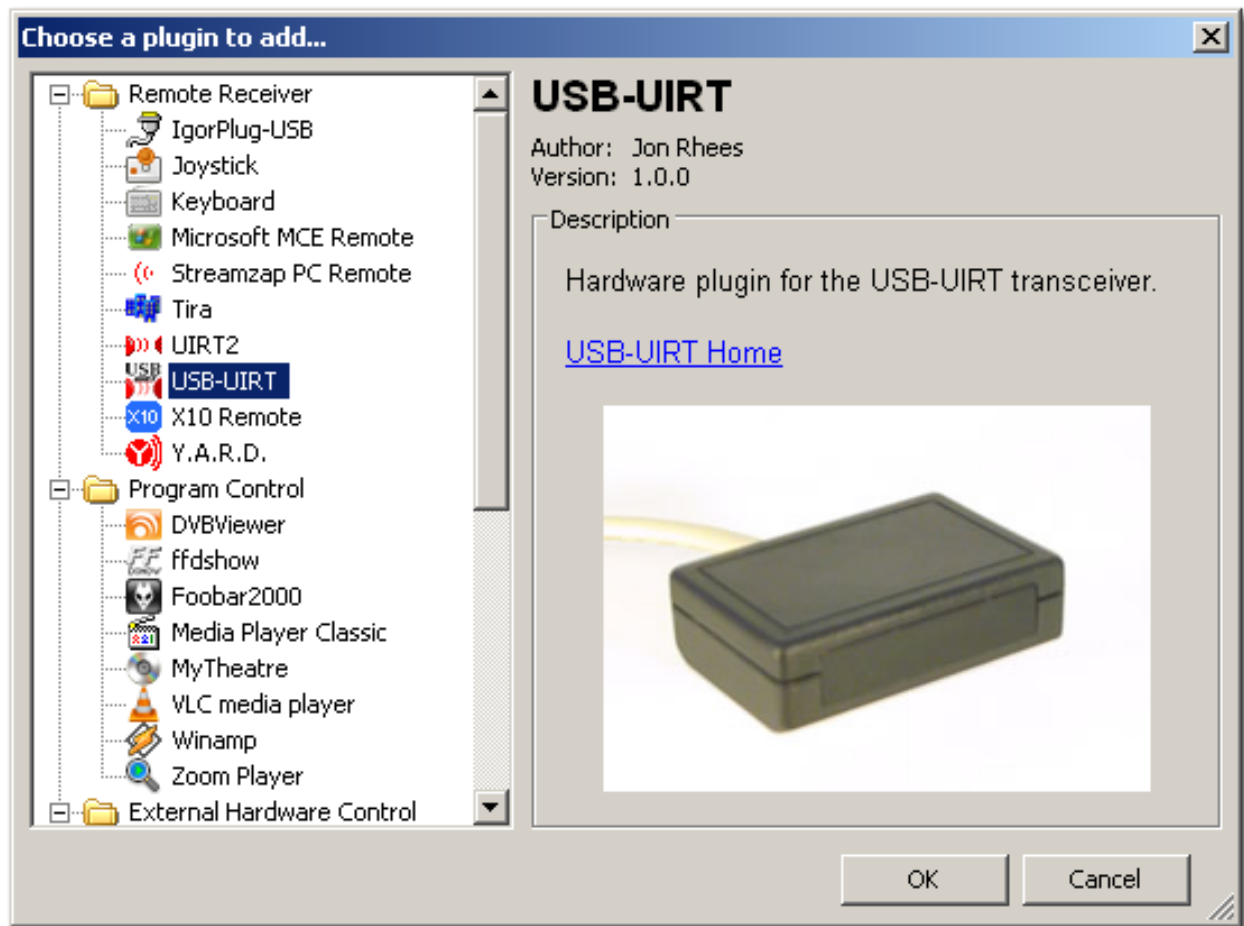 Choose a plugin to add...
Remote Receiver
IgorPlug-USB
Joystick
Keyboard
Microsoft MCE Remote
Streamzap PC Remote
Tira
UIRT2
USB
USB-UIRT
X10
X10 Remote
Y.A.R.D.
Program Control
DVBViewer
ffdshow
Foobar2000
Media Player Classic
MyTheatre
VLC media player
Winamp
Zoom Player
External Hardware Control
USB-UIRT
Author: Jon Rhees
Version: 1.0.0
Description
Hardware plugin for the USB-UIRT transceiver.
USB-UIRT Home
OK
Cancel